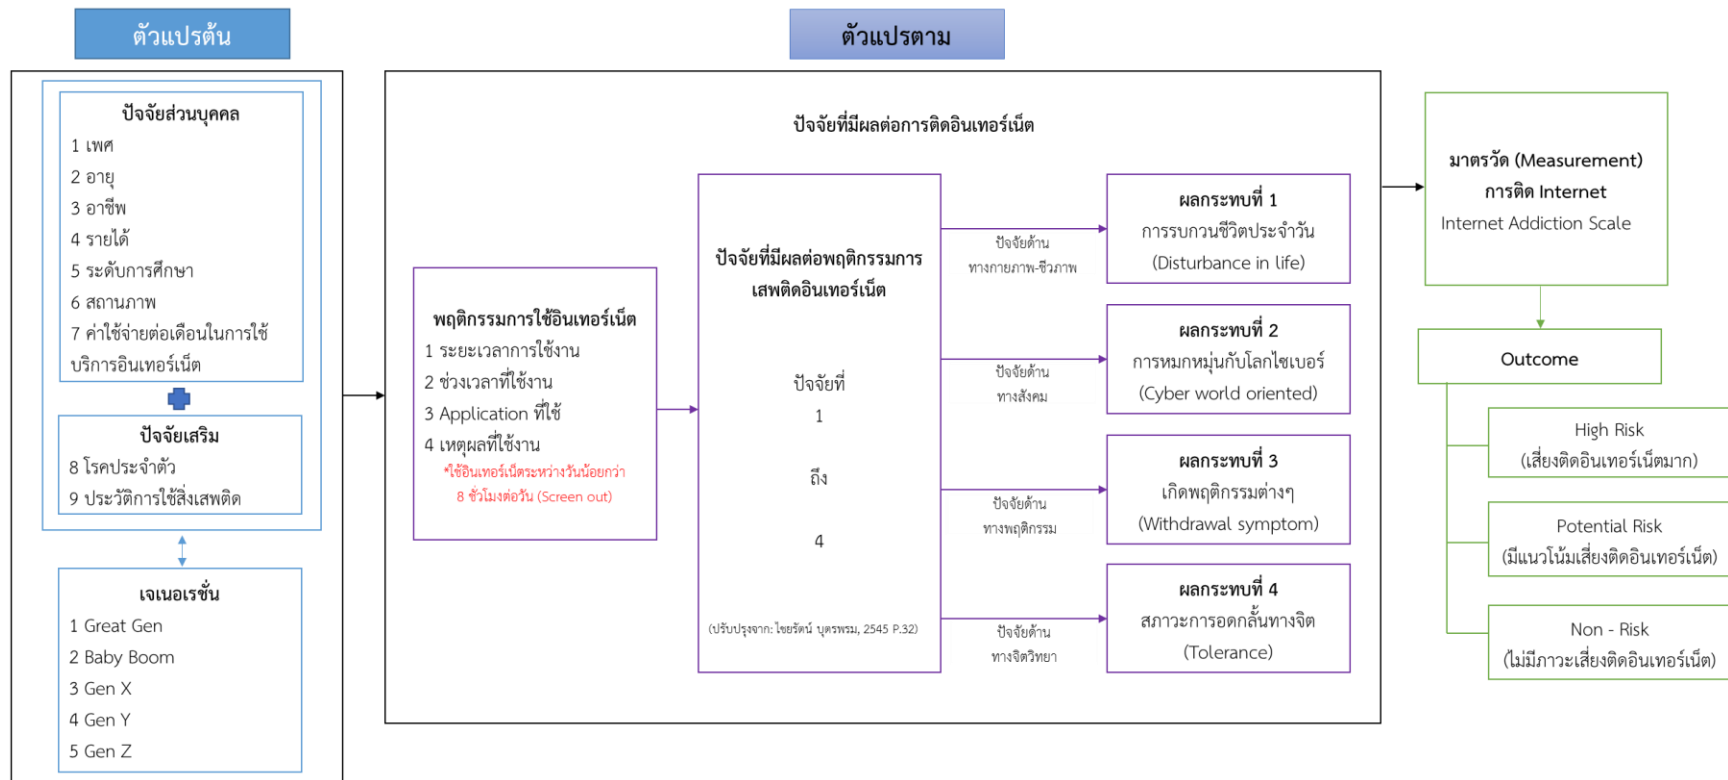 ตัวแปรต้น
ตัวแปรตาม
ปัจจัยส่วนบุคคล
1 เพศ
2 อายุ
3 อาชีพ
4 รายได้
5 ระดับการศึกษา
6 สถานภาพ
7 ค่าใช้จ่ายต่อเดือนในการใช้
บริการอินเทอร์เน็ต
ปัจจัยเสริม
8 โรคประจำตัว
9 ประวัติการใช้สิ่งเสพติด
เจเนอเรชั่น
1 Great Gen
2 Baby Boom
3 Gen X
4 Gen Y
5 Gen Z
ปัจจัยที่มีผลต่อการติดอินเทอร์เน็ต
พฤติกรรมการใช้อินเทอร์เน็ต
1 ระยะเวลาการใช้งาน
2 ช่วงเวลาที่ใช้งาน
3 Application ที่ใช้
4 เหตุผลที่ใช้งาน
*ใช้อินเทอร์เน็ตระหว่างวันน้อยกว่า
8 ชั่วโมงต่อวัน (Screen out)
ปัจจัยที่มีผลต่อพฤติกรรมการ
เสพติดอินเทอร์เน็ต
ปัจจัยที่
1
ถึง
4
(ปรับปรุงจาก: ไชยรัตน์ บุตรพรม, 2545 P.32)
ปัจจัยด้าน
ทางกายภาพ-ชีวภาพ
ปัจจัยด้าน
ทางสังคม
ปัจจัยด้าน
ทางพฤติกรรม
ปัจจัยด้าน
ทางจิตวิทยา
ผลกระทบที่ 1
การรบกวนชีวิตประจำวัน
(Disturbance in life)
ผลกระทบที่ 2
การหมกหมุ่นกับโลกไซเบอร์
(Cyber world oriented)
ผลกระทบที่ 3
เกิดพฤติกรรมต่างๆ
(Withdrawal symptom)
ผลกระทบที่ 4
สภาวะการอดกลั้นทางจิต
(Tolerance)
มาตรวัด (Measurement)
การติด Internet
Internet Addiction Scale
Outcome
High Risk
(เสี่ยงติดอินเทอร์เน็ตมาก)
Potential Risk
(มีแนวโน้มเสี่ยงติดอินเทอร์เน็ต)
Non - Risk
(ไม่มีภาวะเสี่ยงติดอินเทอร์เน็ต)